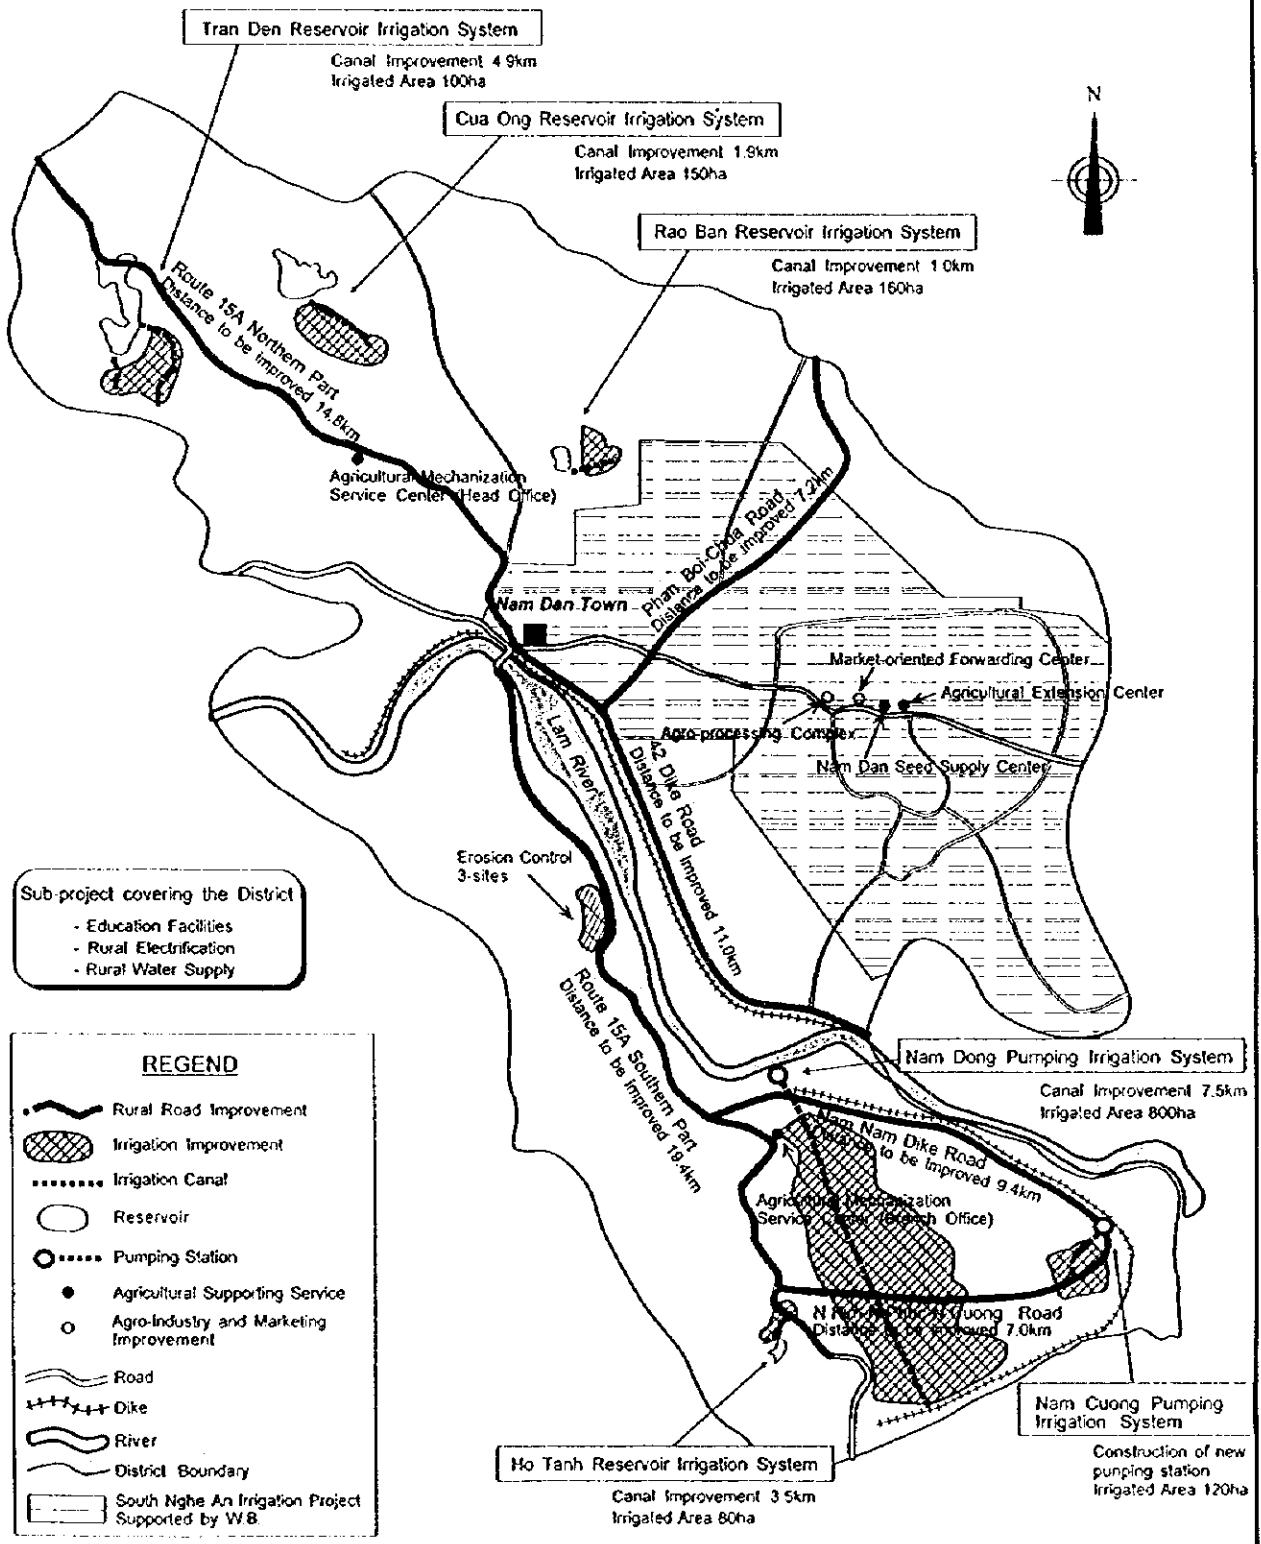 Tran Den Reservoir Irrigation System
Canal Improvement 4.9km
Irrigated Area 100ha
Cua Ong Reservoir Irrigation System
Canal Improvement 1.9km
Irrigated Area 150ha
N
Rao Ban Reservoir Irrigation System
Canal Improvement 1.0km
Irrigated Area 160ha
Route 15A Northern Part
Distance to be improved 14.8km
Agricultural Mechanization
Service Center (Head Office)
Phan Boi-Chua Road
Distance to be improved 7.2km
Nam Dan Town
Market-oriented Forwarding Center
Agricultural Extension Center
Agro-processing Complex
Nam Dan Seed Supply Center
Lam River
42 Dike Road
Distance to be improved 11.0km
Erosion Control
3-sites
Sub-project covering the District
- Education Facilities
- Rural Electrification
- Rural Water Supply
Route 15A Southern Part
Distance to be improved 19.4km
Nam Dong Pumping Irrigation System
Canal Improvement 7.5km
Irrigated Area 800ha
Nam Nam Dike Road
Distance to be improved 9.4km
Agricultural Mechanization
Service Center (Branch Office)
Cuong Road
Distance to be improved 7.0km
Nam Cuong Pumping
Irrigation System
Construction of new
punping station
Irrigated Area 120ha
Ho Tanh Reservoir Irrigation System
Canal Improvement 3.5km
Irrigated Area 80ha
REGEND
Rural Road Improvement
Irrigation Improvement
Irrigation Canal
Reservoir
Pumping Station
Agricultural Supporting Service
Agro-Industry and Marketing
Improvement
Road
Dike
River
District Boundary
South Nghe An Irrigation Project
Supported by W.B.